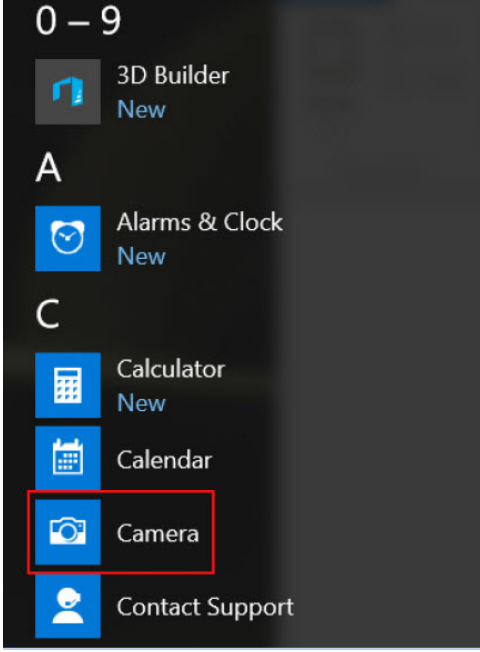 0 – 9
3D Builder
New
A
Alarms & Clock
New
C
Calculator
New
Calendar
Camera
Contact Support